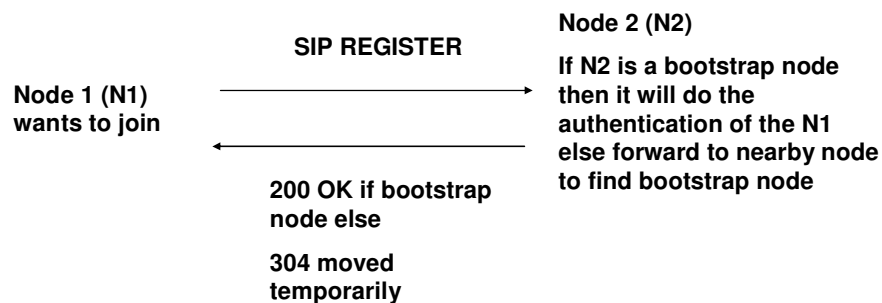 SIP REGISTER
Node 1 (N1)
wants to join
Node 2 (N2)
If N2 is a bootstrap node
then it will do the
authentication of the N1
else forward to nearby node
to find bootstrap node
200 OK if bootstrap
node else
304 moved
temporarily